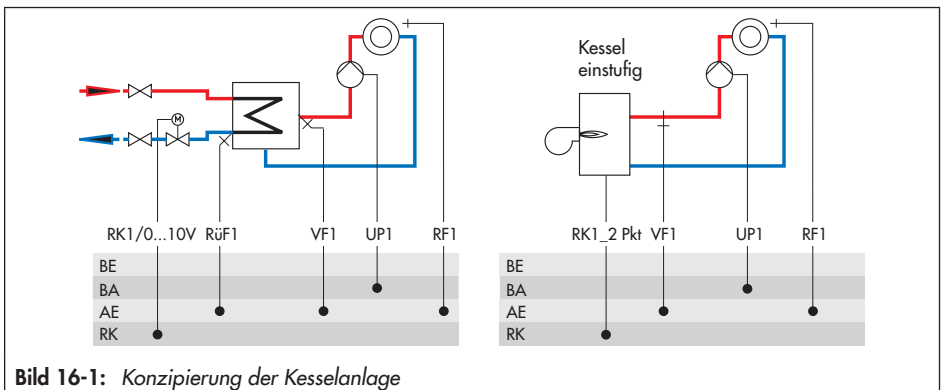 Kessel
einstufig
M
RK1/0...10V RüF1 VF1 UP1 RF1
RK1_2 Pkt VF1 UP1 RF1
BE
BA
AE
RK
BE
BA
AE
RK
Bild 16-1: Konzipierung der Kesselanlage